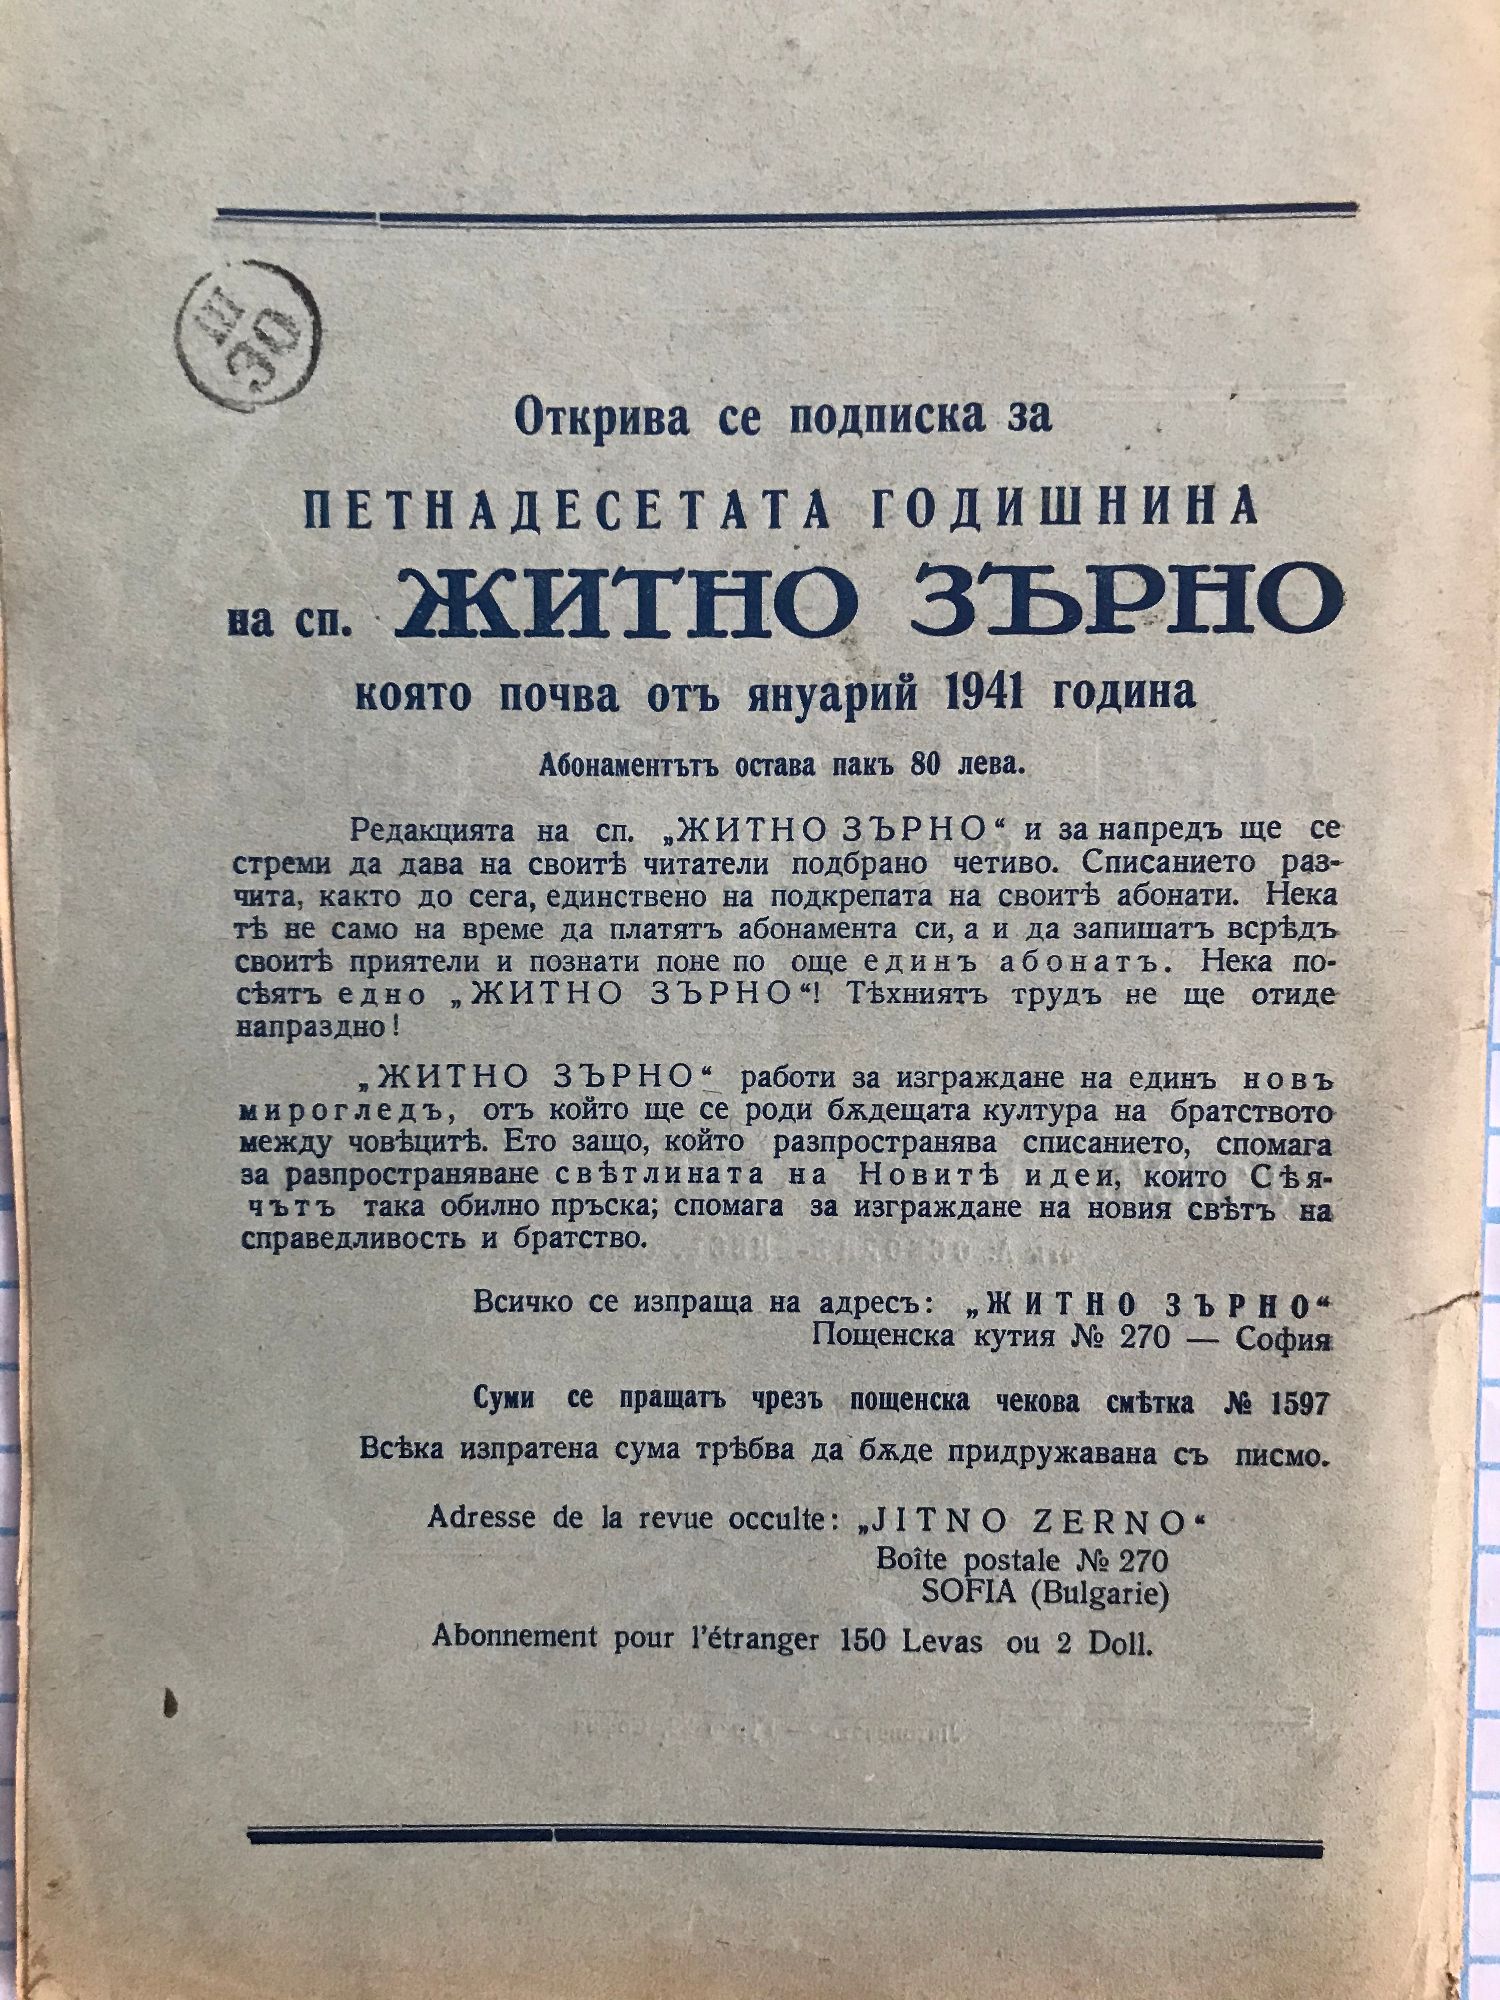 III
30
Открива се подписка за
ПЕТНАДЕСЕТАТА ГОДИШНИНА
на сп. ЖИТНО ЗЪРНО
която почва отъ януарий 1941 година
Абонаментътъ остава пакъ 80 лева.
Редакцията на сп. „ЖИТНО ЗЪРНО“ и за напредъ ще се
стреми да дава на своитѣ читатели подбрано четиво. Списанието раз-
чита, както до сега, единствено на подкрепата на своитѣ абонати. Нека
тѣ не само на време да платятъ абонамента си, а и да запишатъ всрѣдъ
своитѣ приятели и познати поне по още единъ абонатъ. Нека по-
сѣятъ едно „ЖИТНО ЗЪРНО“! Тѣхниятъ трудъ не ще отиде
напраздно!
„ЖИТНО ЗЪРНО“ работи за изграждане на единъ новъ
мирогледъ, отъ който ще се роди бѫдещата култура на братството
между човѣцитѣ. Ето защо, който разпространява списанието, спомага
за разпространяване свѣтлината на Новитѣ идеи, които Сѣя-
чътъ така обилно пръска; спомага за изграждане на новия свѣтъ на
справедливость и братство.
Всичко се изпраща на адресъ: „ЖИТНО ЗЪРНО“
Пощенска кутия № 270 — София
Суми се пращатъ чрезъ пощенска чекова смѣтка № 1597
Всѣка изпратена сума трѣбва да бѫде придружавана съ писмо.
Adresse de la revue occulte: „JITNO ZERNO“
Boîte postale № 270
SOFIA (Bulgarie)
Abonnement pour l'étranger 150 Levas ou 2 Doll.